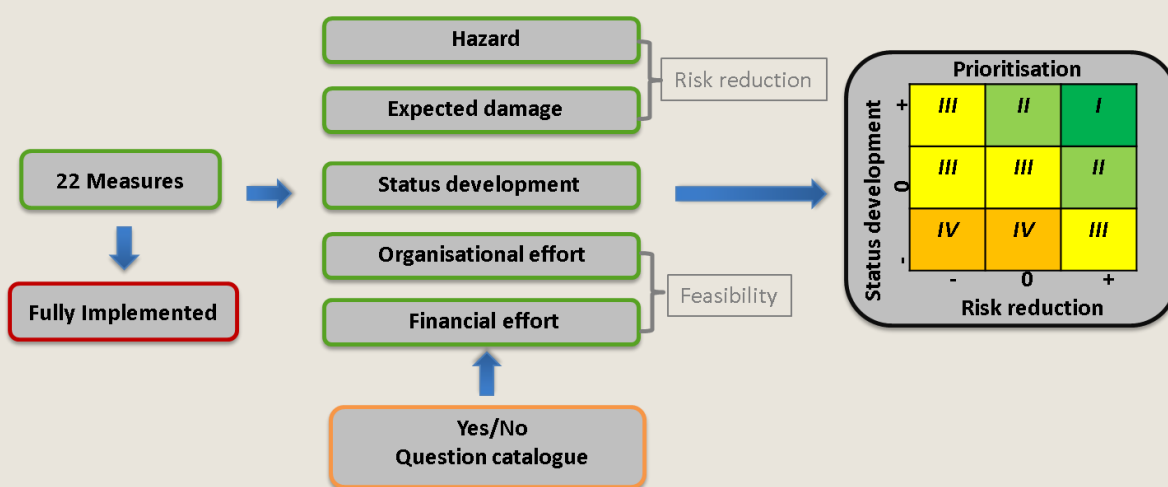 22 Measures
Fully Implemented
Hazard
Expected damage
Risk reduction
Status development
Organisational effort
Financial effort
Feasibility
Yes/No
Question catalogue
Prioritisation
Status development
+
0
-
III
II
I
III
III
II
IV
IV
III
-
0
+
Risk reduction